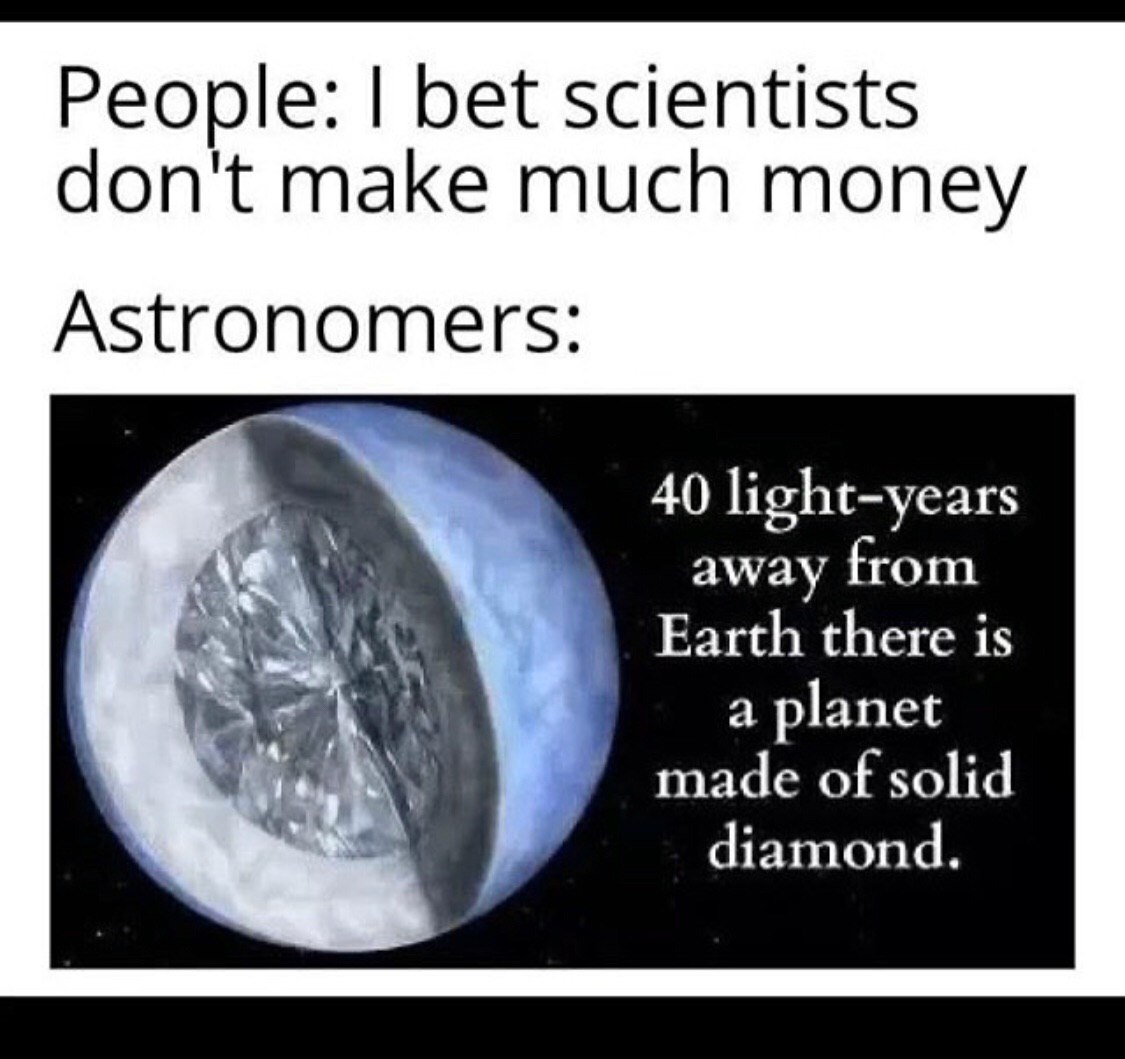 People: I bet scientists
don't make much money
Astronomers:
40 light-years
away from
Earth there is
a planet
made of solid
diamond.